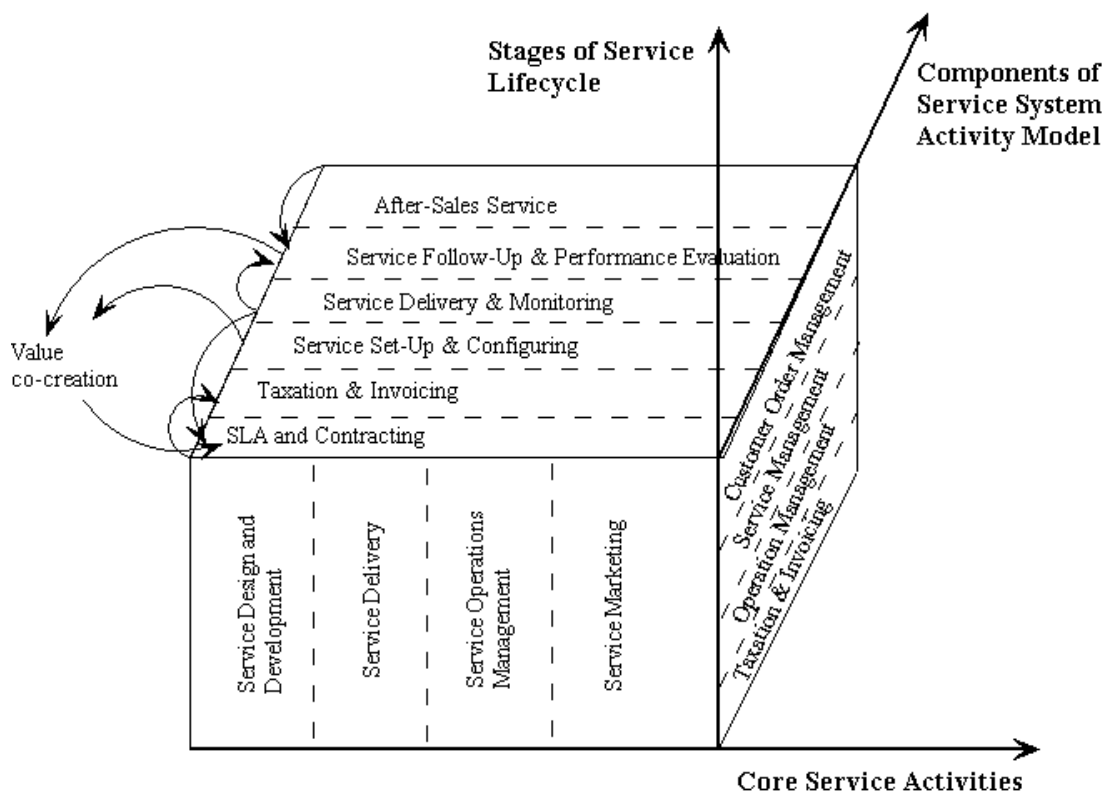 Stages of Service
Lifecycle
Components of
Service System
Activity Model
After-Sales Service
Service Follow-Up & Performance Evaluation
Service Delivery & Monitoring
Service Set-Up & Configuring
Taxation & Invoicing
SLA and Contracting
Value
co-creation
Service Design and
Development
Service Delivery
Service Operations
Management
Service Marketing
Customer Order Management
Service Management
Operation Management
Taxation & Invoicing
Core Service Activities